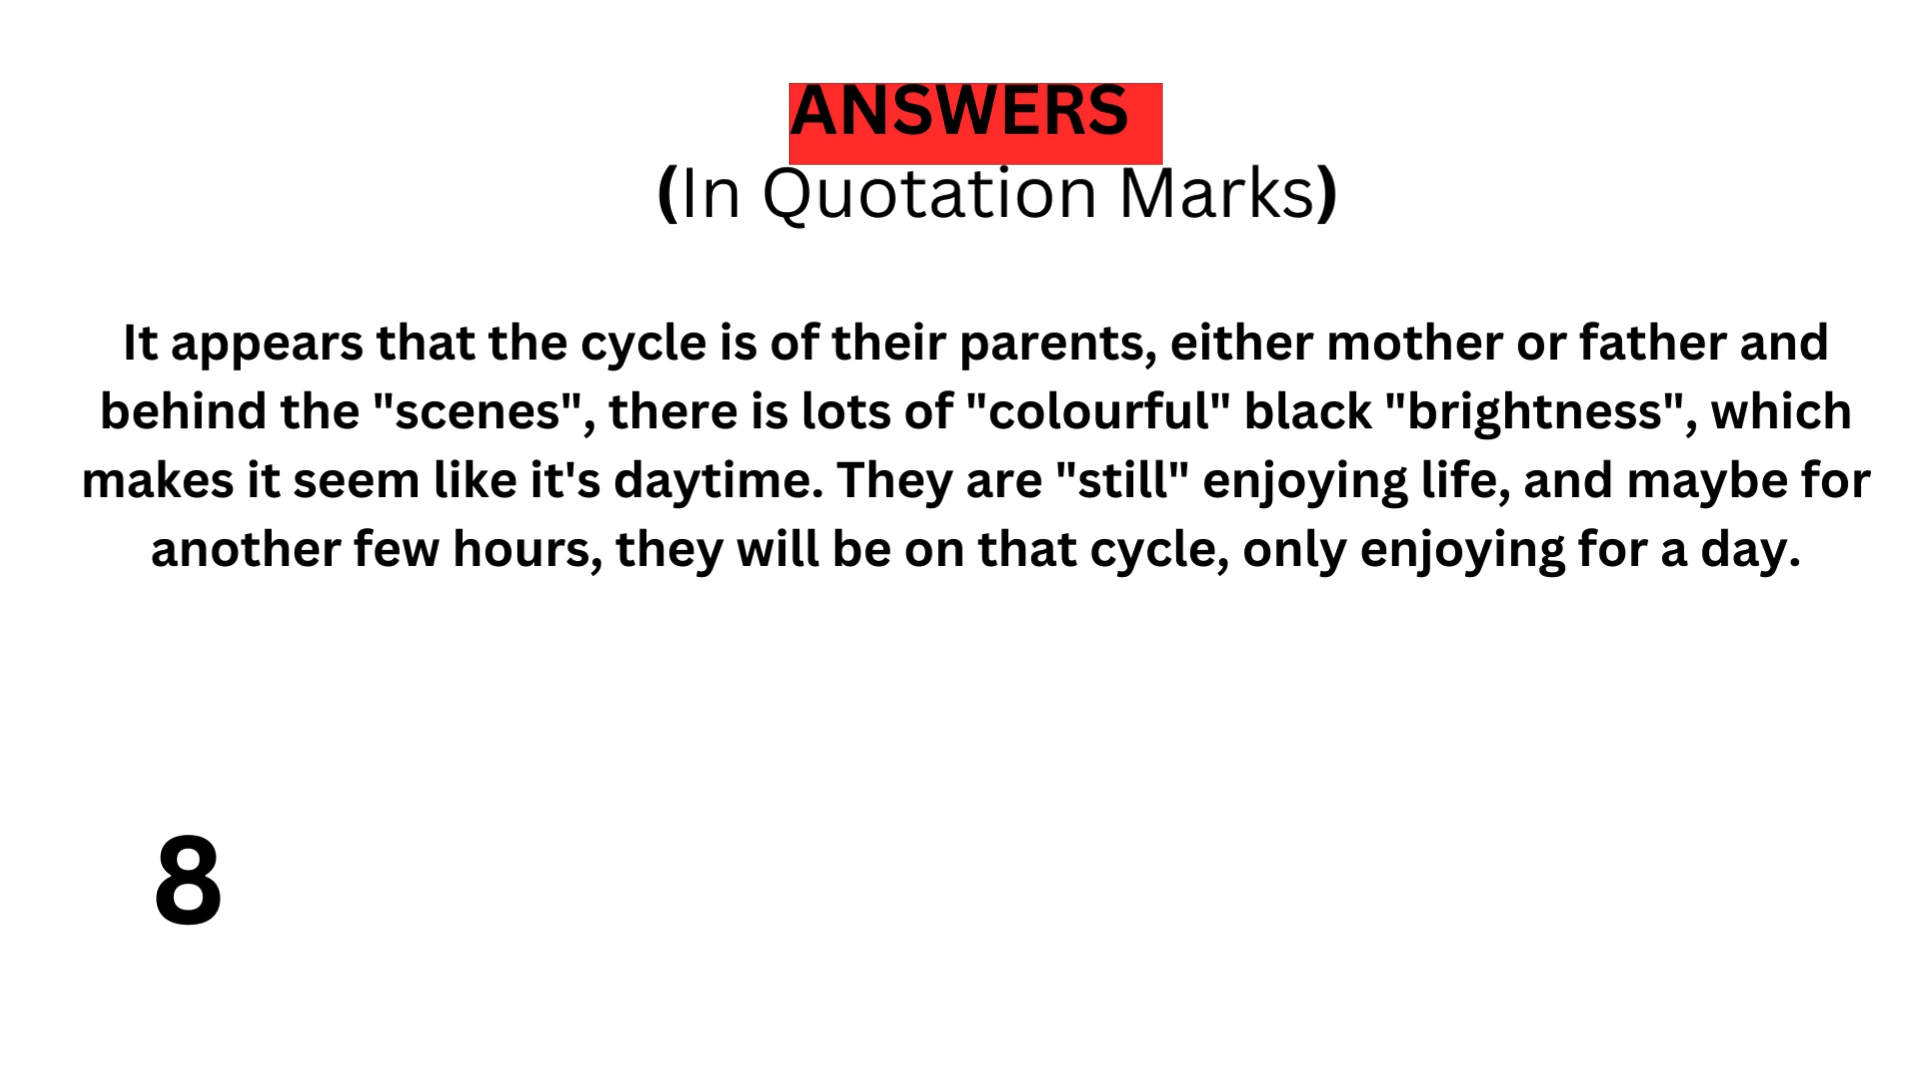 ANSWERS
(In Quotation Marks)
It appears that the cycle is of their parents, either mother or father and
behind the "scenes", there is lots of "colourful" black "brightness", which
makes it seem like it's daytime. They are "still" enjoying life, and maybe for
another few hours, they will be on that cycle, only enjoying for a day.
8